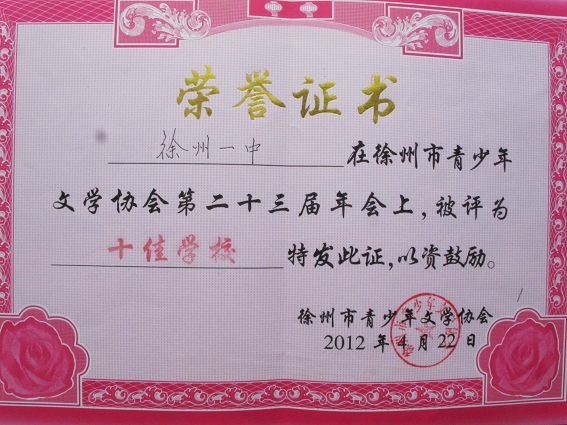 荣誉证书
徐州一中 在徐州市青少年
文学协会第二十三届年会上，被评为
十佳学校 特发此证，以资鼓励。
徐州市青少年文学协会
2012 年 4 月 22 日